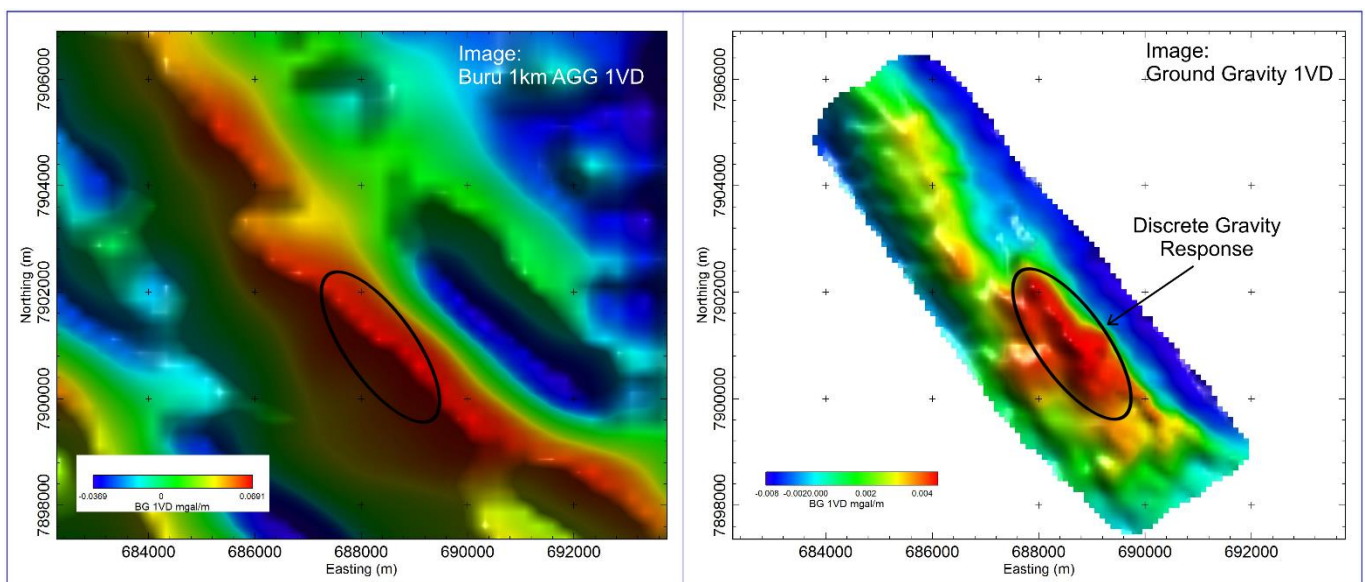 Image:
Buru 1km AGG 1VD
7906000
7904000
7902000
7900000
7898000
Northing (m)
-0.0369 0 0.0691
BG 1VD mgal/m
684000 686000 688000 690000 692000
Easting (m)
Image:
Ground Gravity 1VD
7906000
7904000
7902000
7900000
7898000
Northing (m)
Discrete Gravity
Response
-0.008 -0.002 0.000 0.002 0.004
BG 1VD mgal/m
684000 686000 688000 690000 692000
Easting (m)